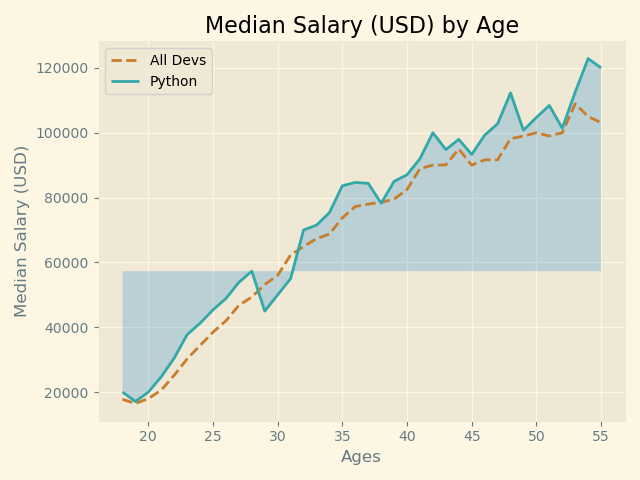 Median Salary (USD) by Age
All Devs
Python
Median Salary (USD)
120000
100000
80000
60000
40000
20000
20 25 30 35 40 45 50 55
Ages